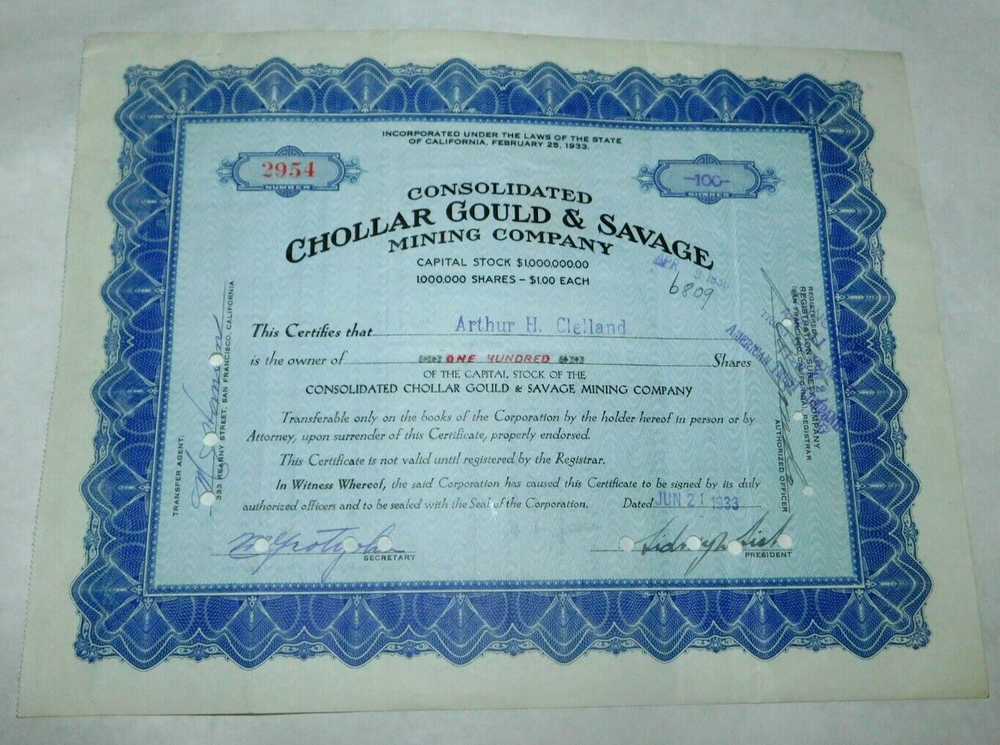 INCORPORATED UNDER THE LAWS OF THE STATE
OF CALIFORNIA, FEBRUARY 25, 1933.
2954
NUMBER
-100-
SHARES
CONSOLIDATED
CHOLLAR GOULD & SAVAGE
MINING COMPANY
CAPITAL STOCK $1,000,000.00
1,000,000 SHARES – $1.00 EACH
6809
This Certifies that Arthur H. Clelland
is the owner of ONE HUNDRED Shares
OF THE CAPITAL STOCK OF THE
CONSOLIDATED CHOLLAR GOULD & SAVAGE MINING COMPANY
Transferable only on the books of the Corporation by the holder hereof in person or by
Attorney, upon surrender of this Certificate, properly endorsed.
This Certificate is not valid until registered by the Registrar.
In Witness Whereof, the said Corporation has caused this Certificate to be signed by its duly
authorized officers and to be sealed with the Seal of the Corporation. Dated JUN 21 1933
SECRETARY
PRESIDENT
TRANSFER AGENT,
333 KEARNY STREET, SAN FRANCISCO, CALIFORNIA
REGISTERED
COMPANY
REGISTRAR
AUTHORIZED OFFICER